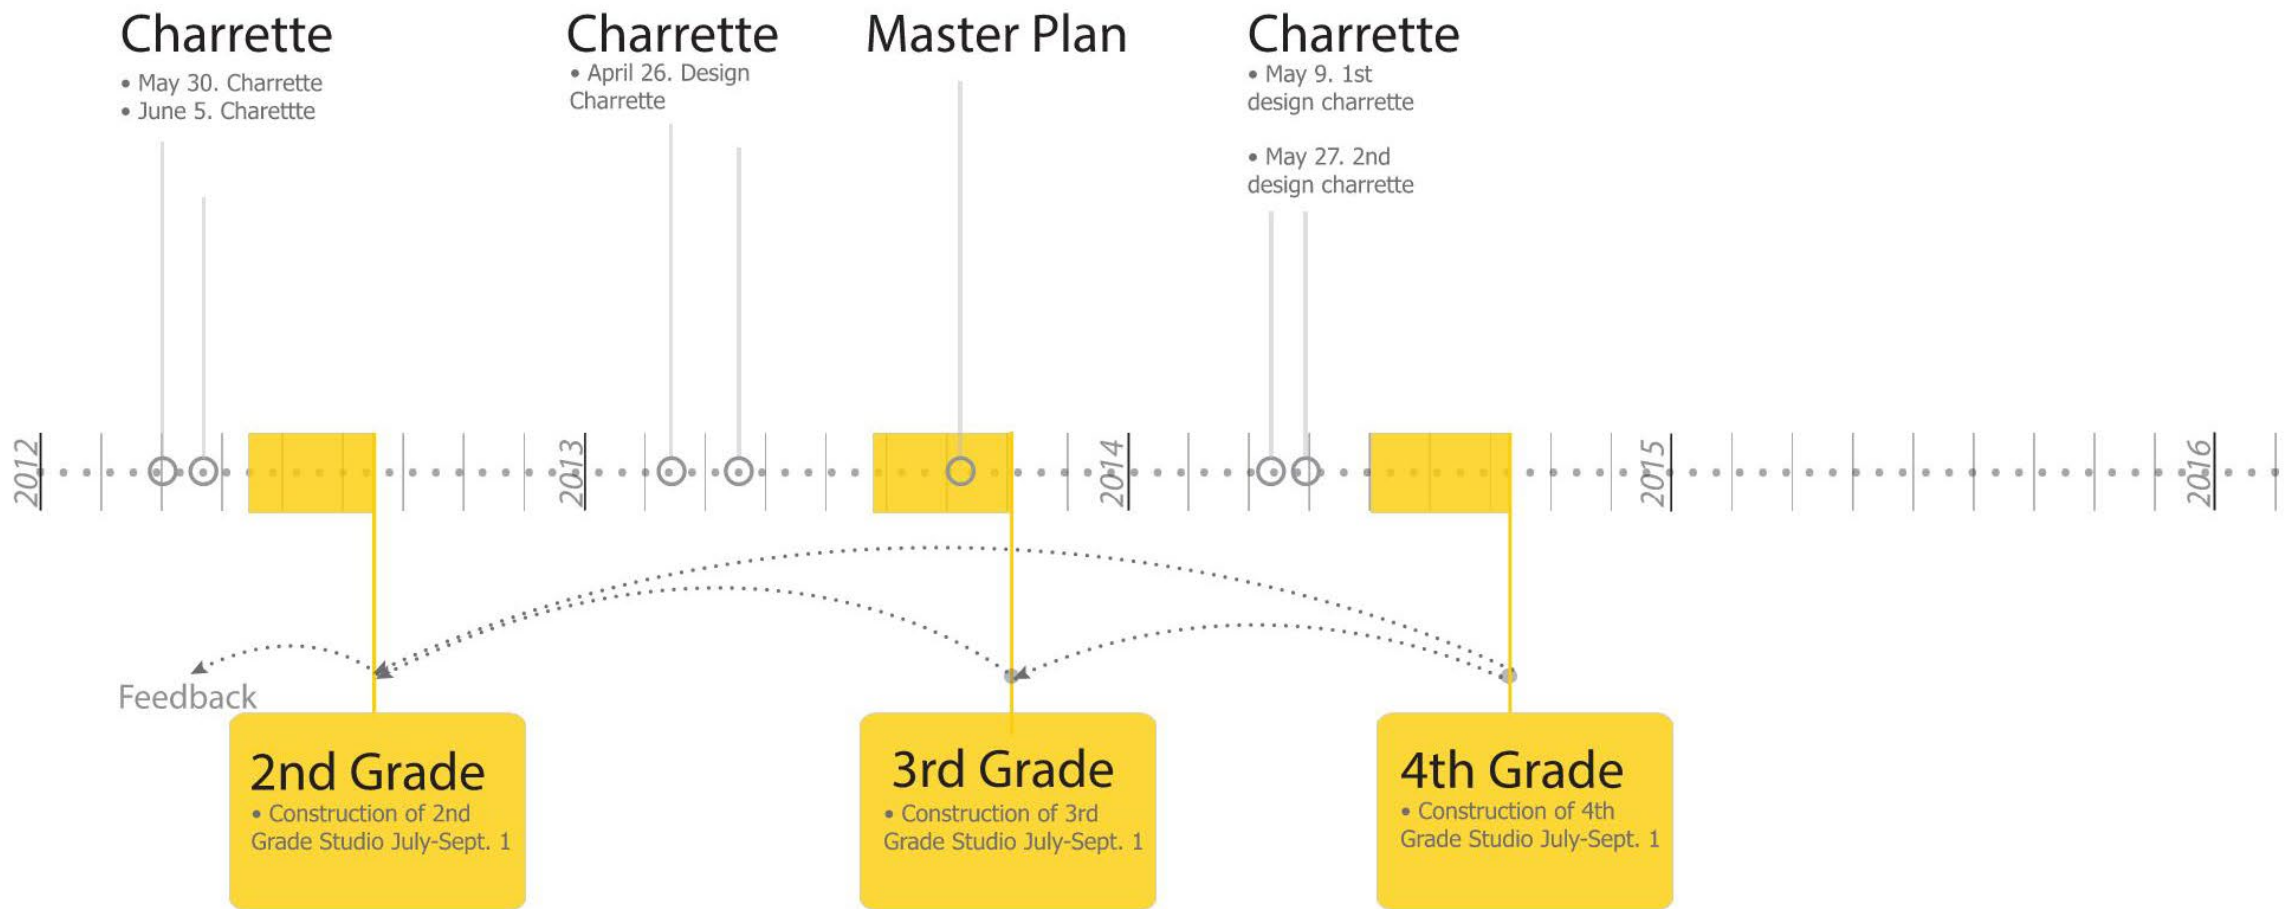 Charrette
• May 30. Charrette
• June 5. Charettte
Charrette
• April 26. Design
Charrette
Master Plan
Charrette
• May 9. 1st
design charrette
• May 27. 2nd
design charrette
2012
2013
2014
2015
2016
Feedback
2nd Grade
• Construction of 2nd
Grade Studio July-Sept. 1
3rd Grade
• Construction of 3rd
Grade Studio July-Sept. 1
4th Grade
• Construction of 4th
Grade Studio July-Sept. 1